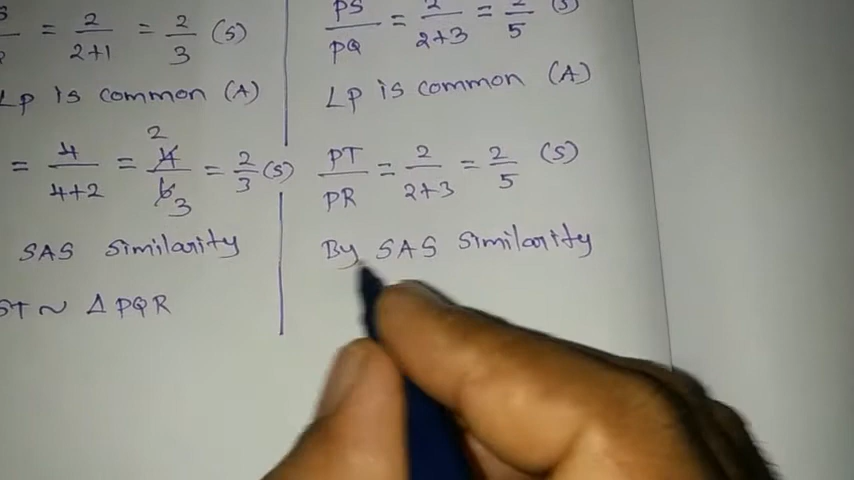 = 2/(2+1) = 2/3 (S)
∠P is common (A)
= 4/(4+2) = 4/6 = 2/3 (S)
SAS Similarity
ST ~ Δ PQR
PS/PQ = 2/(2+3) = 2/5 (S)
∠P is common (A)
PT/PR = 2/(2+3) = 2/5 (S)
By SAS Similarity